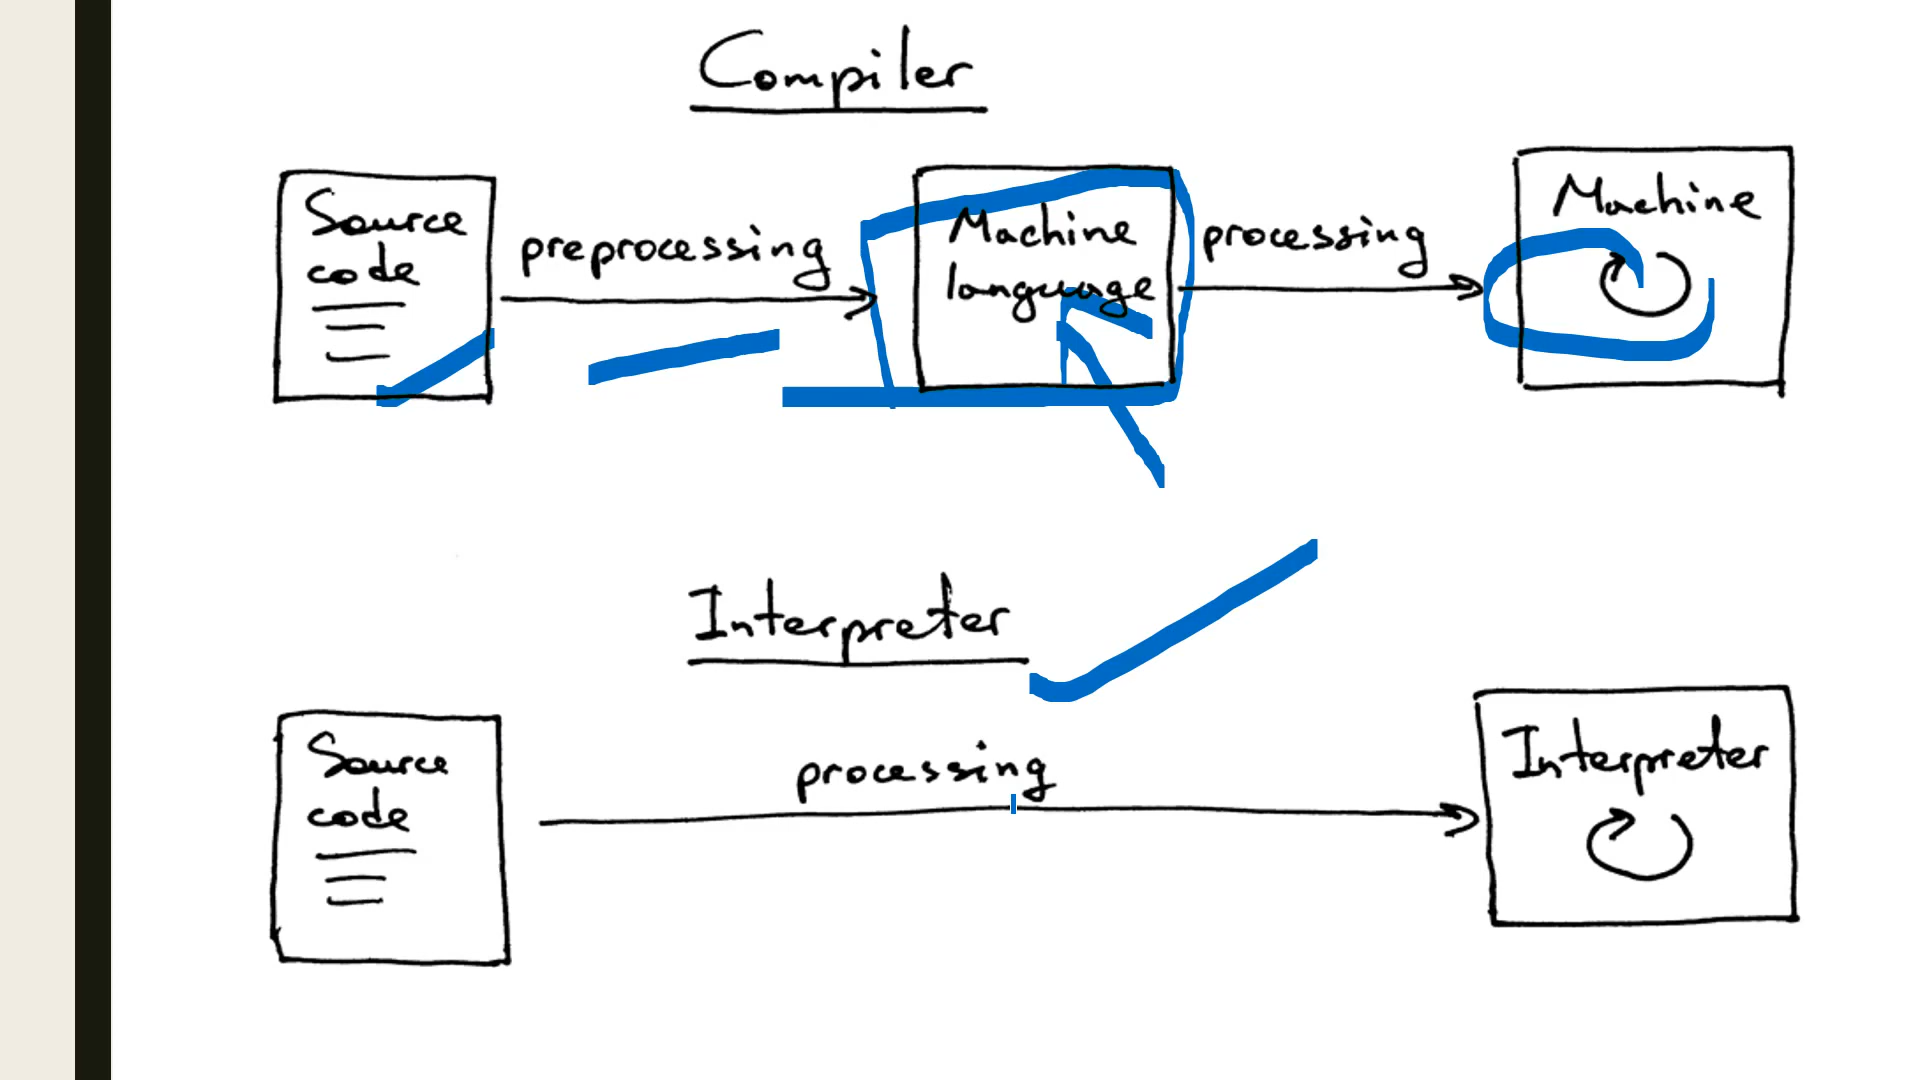 Compiler
Source
code
preprocessing
Machine
language
processing
Machine
Interpreter
Source
code
processing
Interpreter